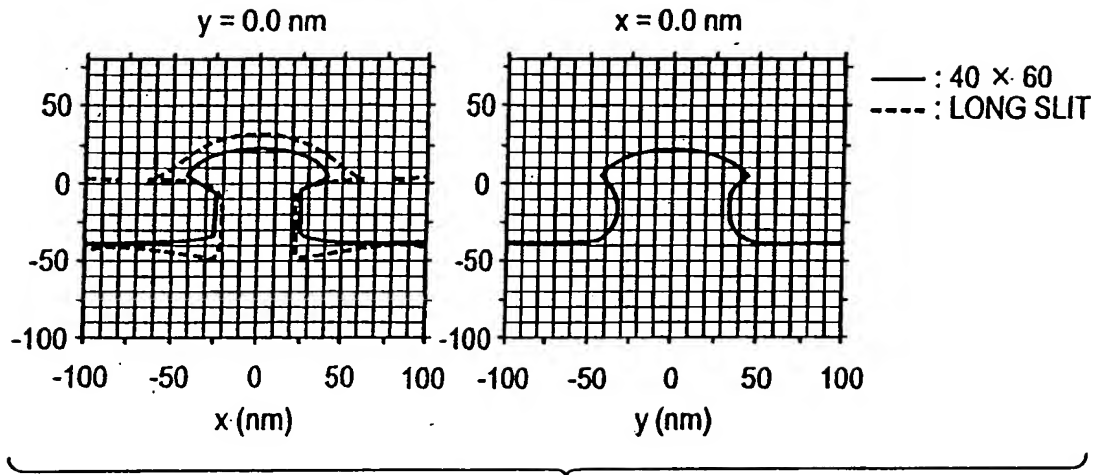 y = 0.0 nm
x = 0.0 nm
50
0
-50
-100
-100 -50 0 50 100
x (nm)
50
0
-50
-100
-100 -50 0 50 100
y (nm)
—— : 40 × 60
---- : LONG SLIT